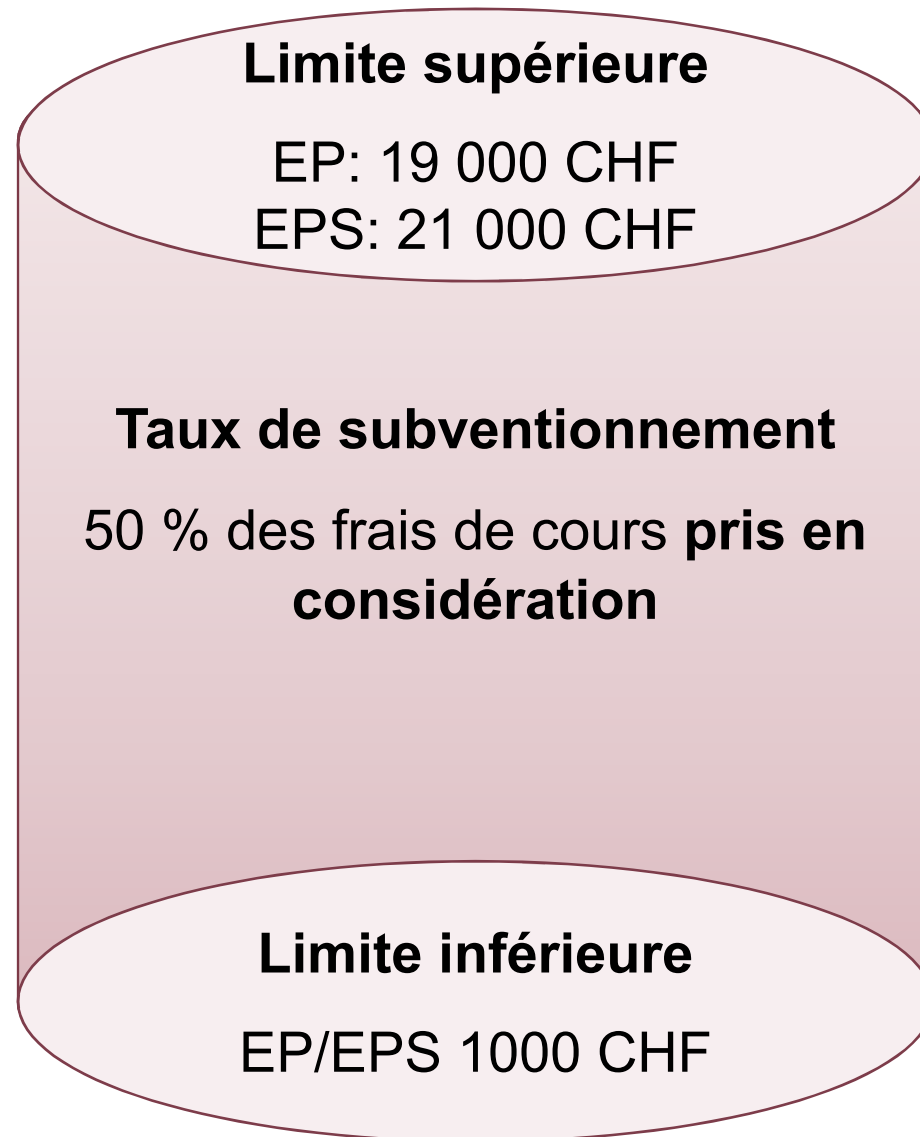 Limite supérieure
EP: 19 000 CHF
EPS: 21 000 CHF
Taux de subventionnement
50 % des frais de cours pris en
considération
Limite inférieure
EP/EPS 1000 CHF